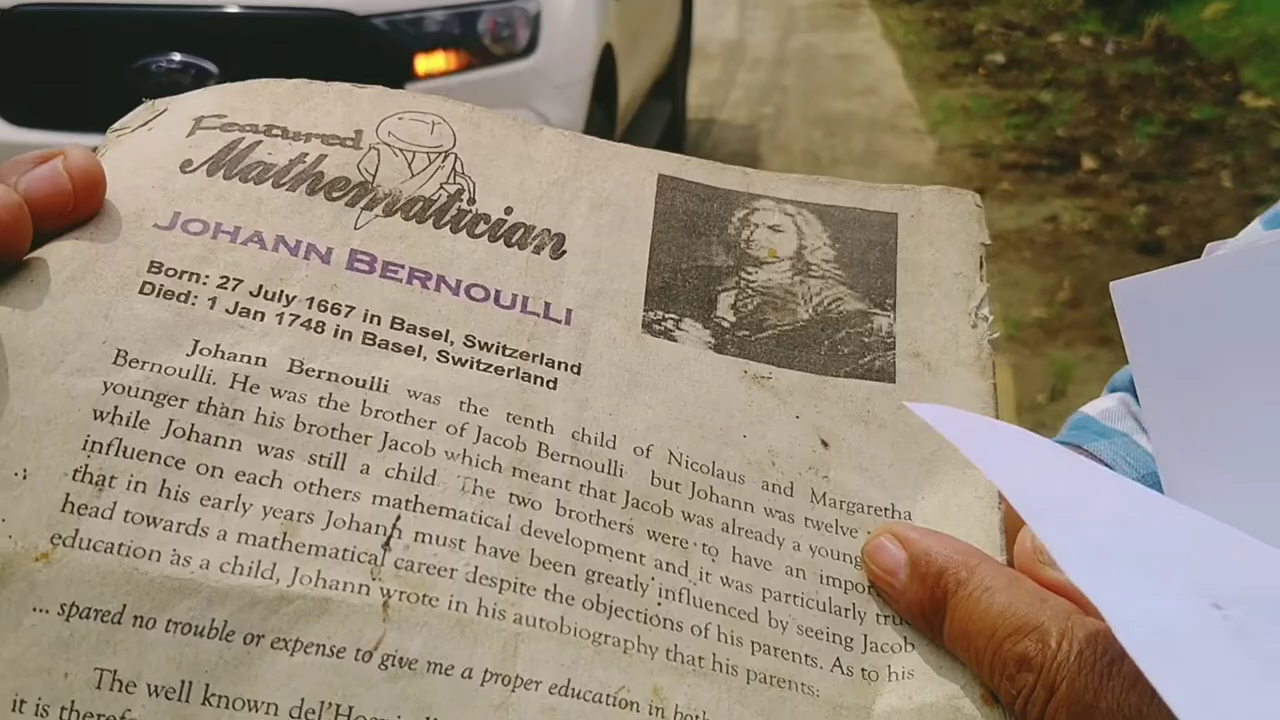 Featured
Mathematician
JOHANN BERNOULLI
Born: 27 July 1667 in Basel, Switzerland
Died: 1 Jan 1748 in Basel, Switzerland
Johann Bernoulli was the tenth child of Nicolaus and Margaretha
Bernoulli. He was the brother of Jacob Bernoulli but Johann was twelve
younger than his brother Jacob which meant that Jacob was already a young
while Johann was still a child. The two brothers were to have an
influence on each others mathematical development and it was particularly true
that in his early years Johann must have been greatly influenced by seeing Jacob
head towards a mathematical career despite the objections of his parents. As to his
education as a child, Johann wrote in his autobiography that his parents:
... spared no trouble or expense to give me a proper education in both
The well known
it is